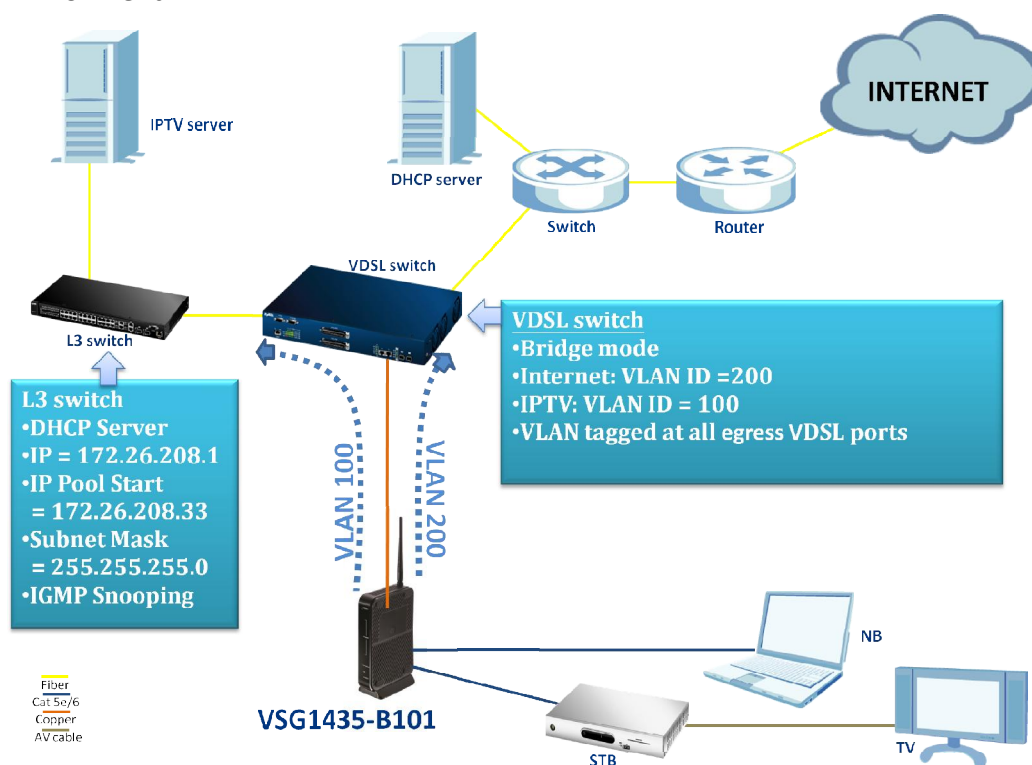 INTERNET
IPTV server
DHCP server
Switch
Router
VDSL switch
L3 switch
VDSL switch
•Bridge mode
•Internet: VLAN ID =200
•IPTV: VLAN ID = 100
•VLAN tagged at all egress VDSL ports
L3 switch
•DHCP Server
•IP = 172.26.208.1
•IP Pool Start
= 172.26.208.33
•Subnet Mask
= 255.255.255.0
•IGMP Snooping
VLAN 100
VLAN 200
NB
Fiber
Cat 5e/6
Copper
AV cable
VSG1435-B101
STB
TV